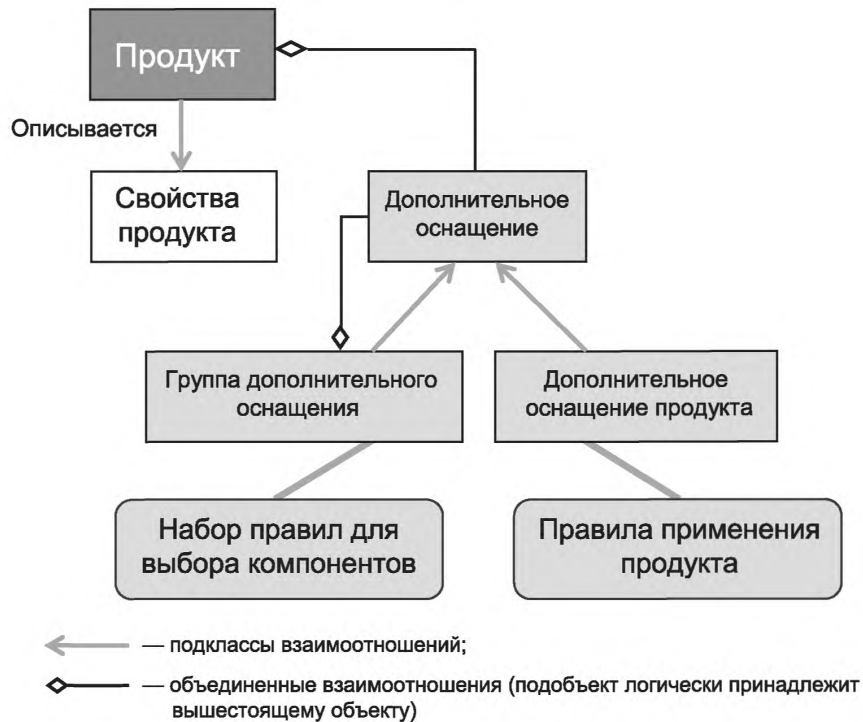 Продукт
Описывается
Свойства
продукта
Дополнительное
оснащение
Группа дополнительного
оснащения
Дополнительное
оснащение продукта
Набор правил для
выбора компонентов
Правила применения
продукта
— подклассы взаимоотношений;
— объединенные взаимоотношения (подобъект логически принадлежит
вышестоящему объекту)